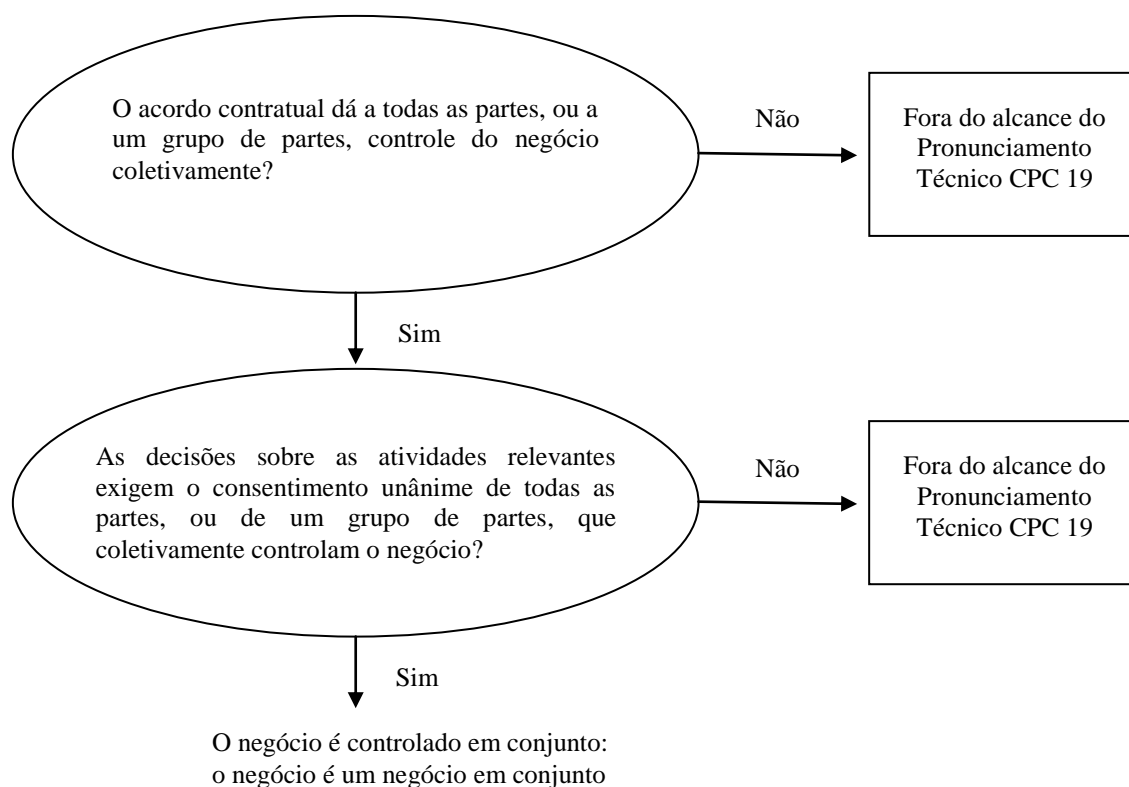 O acordo contratual dá a todas as partes, ou a
um grupo de partes, controle do negócio
coletivamente?
Não
Fora do alcance do
Pronunciamento
Técnico CPC 19
Sim
As decisões sobre as atividades relevantes
exigem o consentimento unânime de todas as
partes, ou de um grupo de partes, que
coletivamente controlam o negócio?
Não
Fora do alcance do
Pronunciamento
Técnico CPC 19
Sim
O negócio é controlado em conjunto:
o negócio é um negócio em conjunto